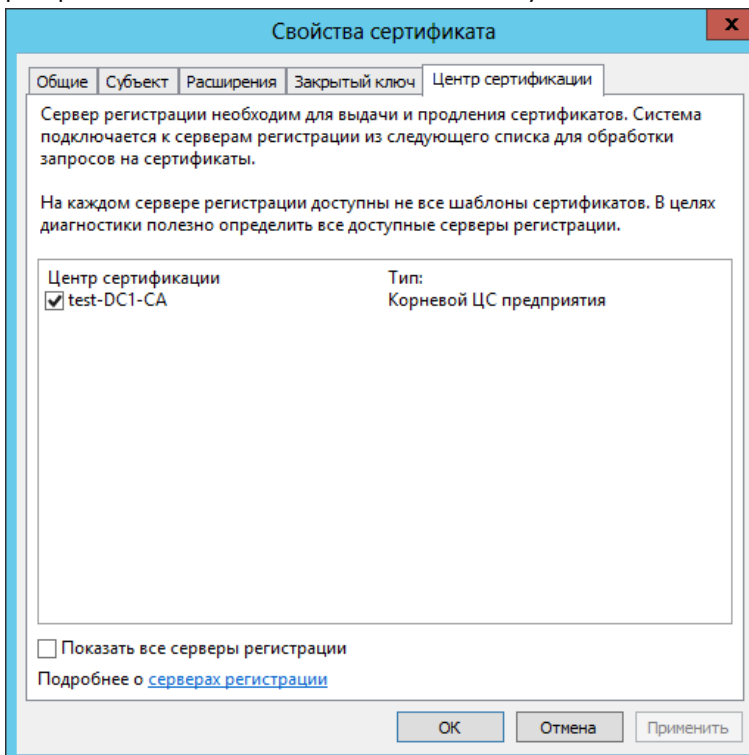 Свойства сертификата
x
Общие Субъект Расширения Закрытый ключ Центр сертификации
Сервер регистрации необходим для выдачи и продления сертификатов. Система
подключается к серверам регистрации из следующего списка для обработки
запросов на сертификаты.
На каждом сервере регистрации доступны не все шаблоны сертификатов. В целях
диагностики полезно определить все доступные серверы регистрации.
Центр сертификации Тип:
test-DC1-CA Корневой ЦС предприятия
Показать все серверы регистрации
Подробнее о серверах регистрации
ОК Отмена Применить